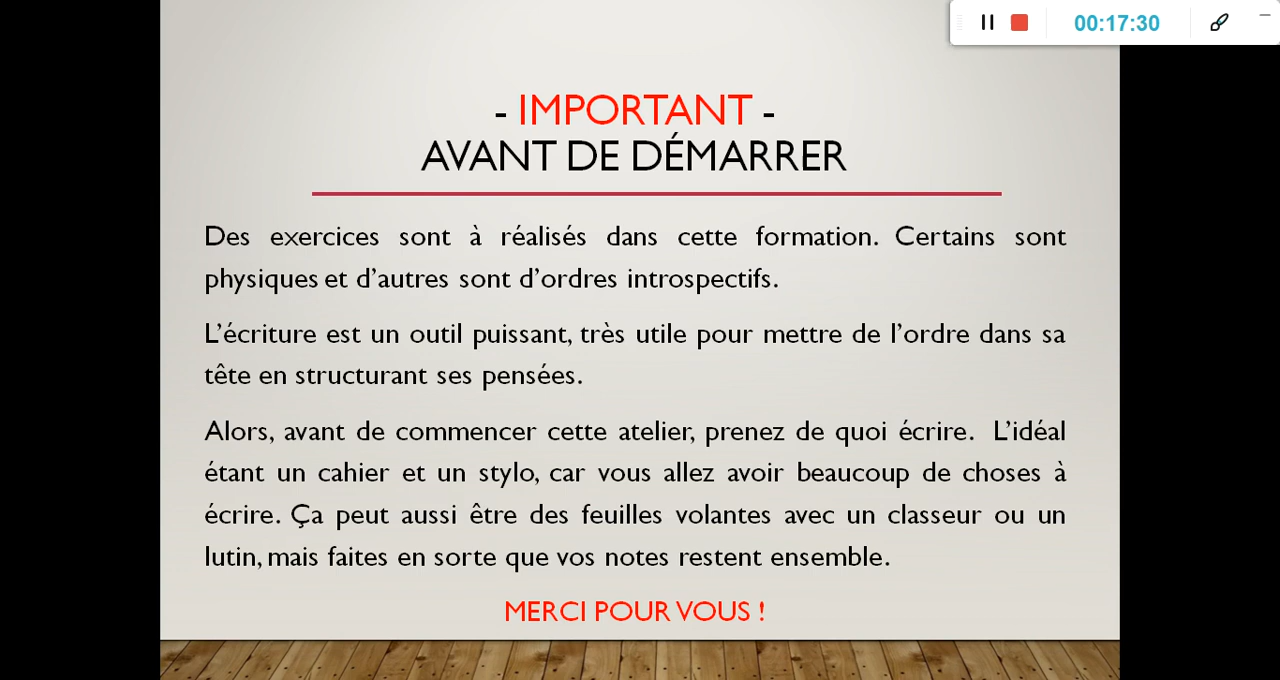 00:17:30
- IMPORTANT -
AVANT DE DÉMARRER
Des exercices sont à réalisés dans cette formation. Certains sont
physiques et d’autres sont d’ordres introspectifs.
L’écriture est un outil puissant, très utile pour mettre de l’ordre dans sa
tête en structurant ses pensées.
Alors, avant de commencer cette atelier, prenez de quoi écrire. L’idéal
étant un cahier et un stylo, car vous allez avoir beaucoup de choses à
écrire. Ça peut aussi être des feuilles volantes avec un classeur ou un
lutin, mais faites en sorte que vos notes restent ensemble.
MERCI POUR VOUS !